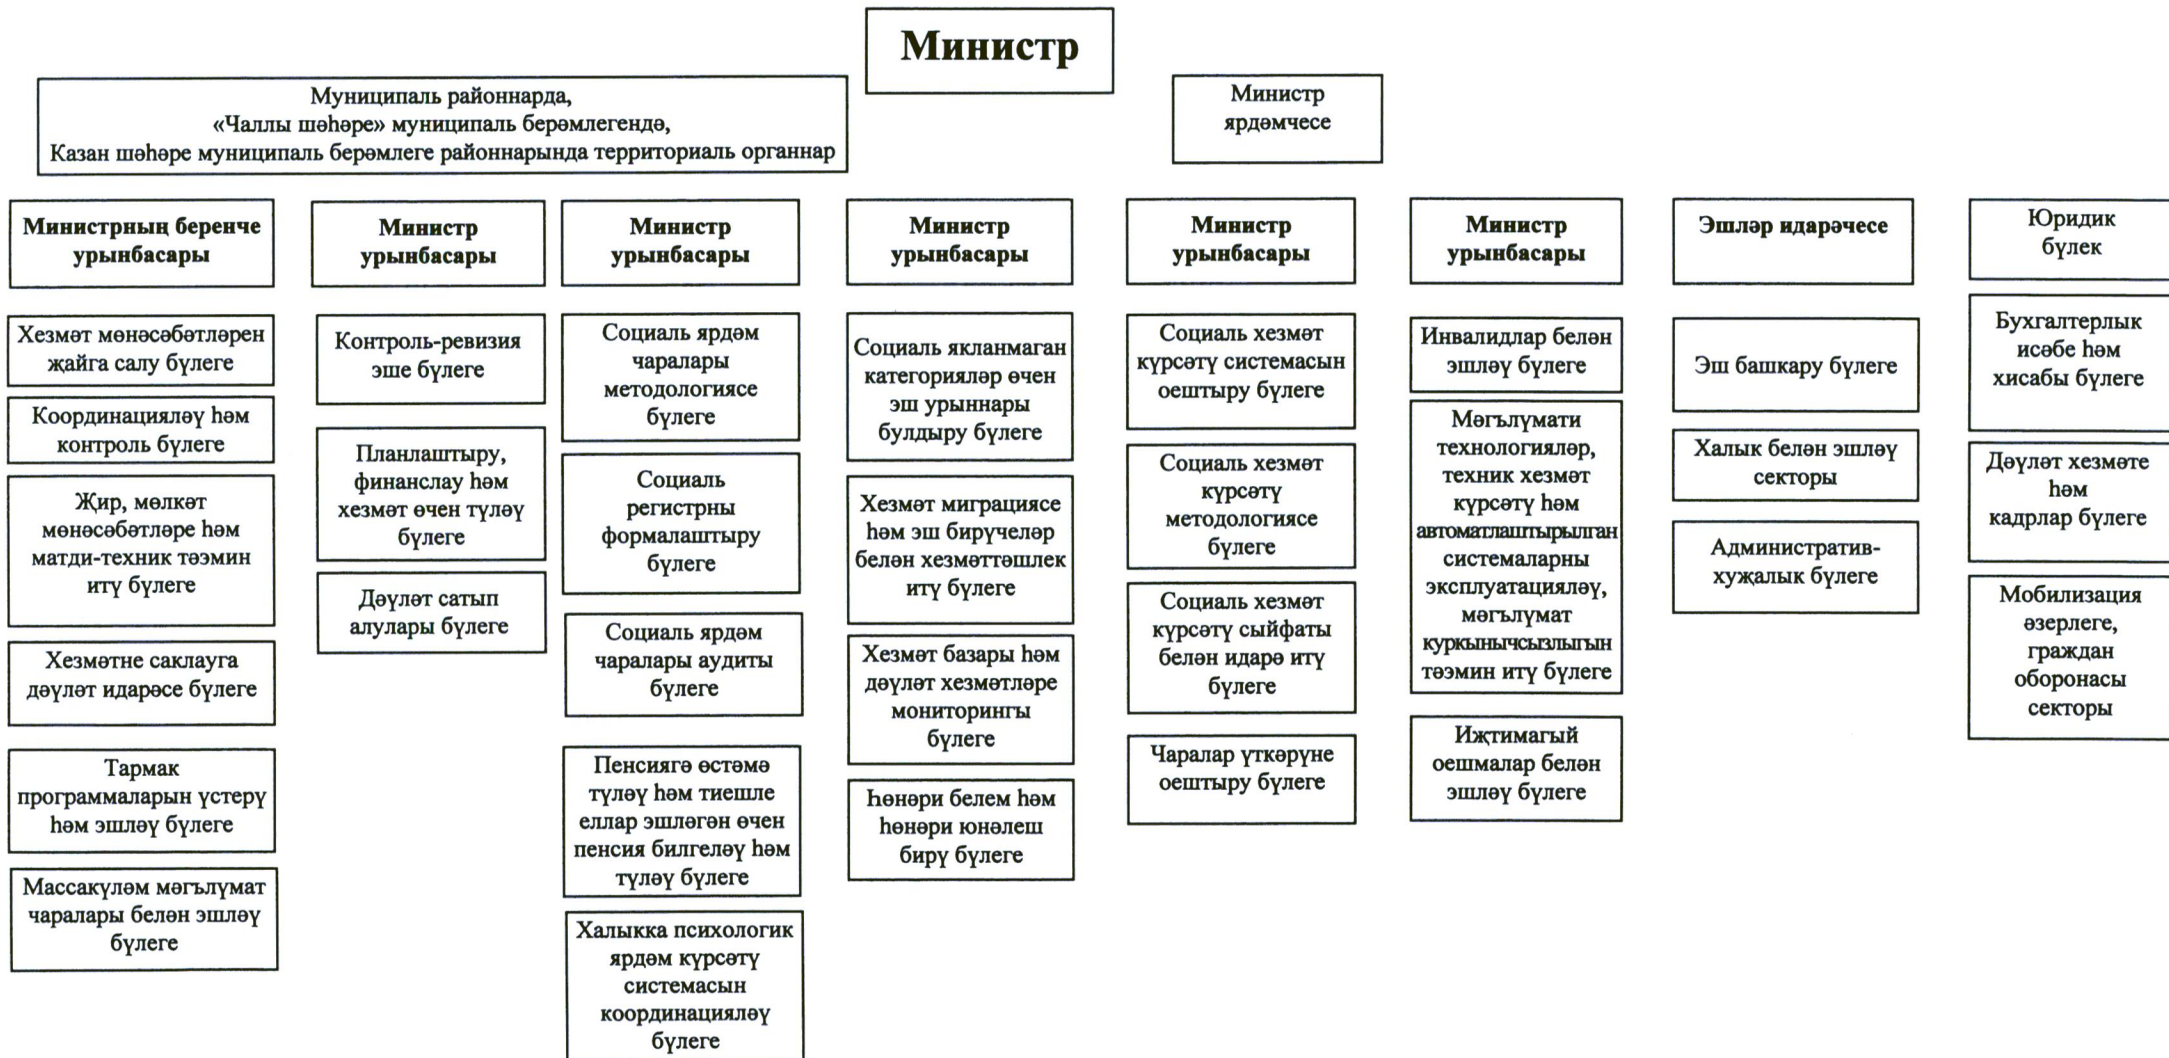 Министр
Муниципаль районнарда,
«Чаллы шәһәре» муниципаль берәмлегендә,
Казан шәһәре муниципаль берәмлеге районнарында территориаль органнар
Министр
ярдәмчесе
Министрның беренче
урынбасары
Хезмәт мөнәсәбәтләрен
җайга салу бүлеге
Координацияләү һәм
контроль бүлеге
Җир, мөлкәт
мөнәсәбәтләре һәм
матди-техник тәэмин
итү бүлеге
Хезмәтне саклауга
дәүләт идарәсе бүлеге
Тармак
программаларын үстерү
һәм эшләү бүлеге
Массакүләм мәгълүмат
чаралары белән эшләү
бүлеге
Министр
урынбасары
Контроль-ревизия
эше бүлеге
Планлаштыру,
финанслау һәм
хезмәт өчен түләү
бүлеге
Дәүләт сатып
алулары бүлеге
Министр
урынбасары
Социаль ярдәм
чаралары
методологиясе
бүлеге
Социаль
регистрны
формалаштыру
бүлеге
Социаль ярдәм
чаралары аудиты
бүлеге
Пенсиягә өстәмә
түләү һәм тиешле
еллар эшләгән өчен
пенсия билгеләү һәм
түләү бүлеге
Халыкка психологик
ярдәм күрсәтү
системасын
координацияләү
бүлеге
Министр
урынбасары
Социаль якланмаган
категорияләр өчен
эш урыннары
булдыру бүлеге
Хезмәт миграциясе
һәм эш бирүчеләр
белән хезмәттәшлек
итү бүлеге
Хезмәт базары һәм
дәүләт хезмәтләре
мониторингы
бүлеге
Һөнәри белем һәм
һөнәри юнәлеш
бирү бүлеге
Министр
урынбасары
Социаль хезмәт
күрсәтү системасын
оештыру бүлеге
Социаль хезмәт
күрсәтү
методологиясе
бүлеге
Социаль хезмәт
күрсәтү сыйфаты
белән идарә итү
бүлеге
Чаралар үткәрүне
оештыру бүлеге
Министр
урынбасары
Инвалидлар белән
эшләү бүлеге
Мәгълүмати
технологияләр,
техник хезмәт
күрсәтү һәм
автоматлаштырылган
системаларны
эксплуатацияләү,
мәгълүмат
куркынычсызлыгын
тәэмин итү бүлеге
Иҗтимагый
оешмалар белән
эшләү бүлеге
Эшләр идарәчесе
Эш башкару бүлеге
Халык белән эшләү
секторы
Административ-
хуҗалык бүлеге
Юридик
бүлек
Бухгалтерлык
исәбе һәм
хисабы бүлеге
Дәүләт хезмәте
һәм
кадрлар бүлеге
Мобилизация
әзерлеге,
граждан
оборонасы
секторы